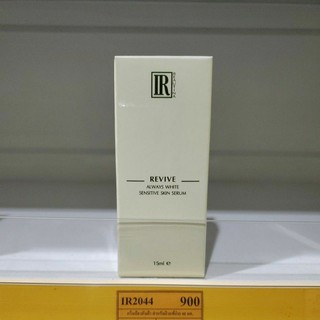 IR
REVIVE
ALWAYS WHITE
SENSITIVE SKIN SERUM
15ml ℮
IR2044 900